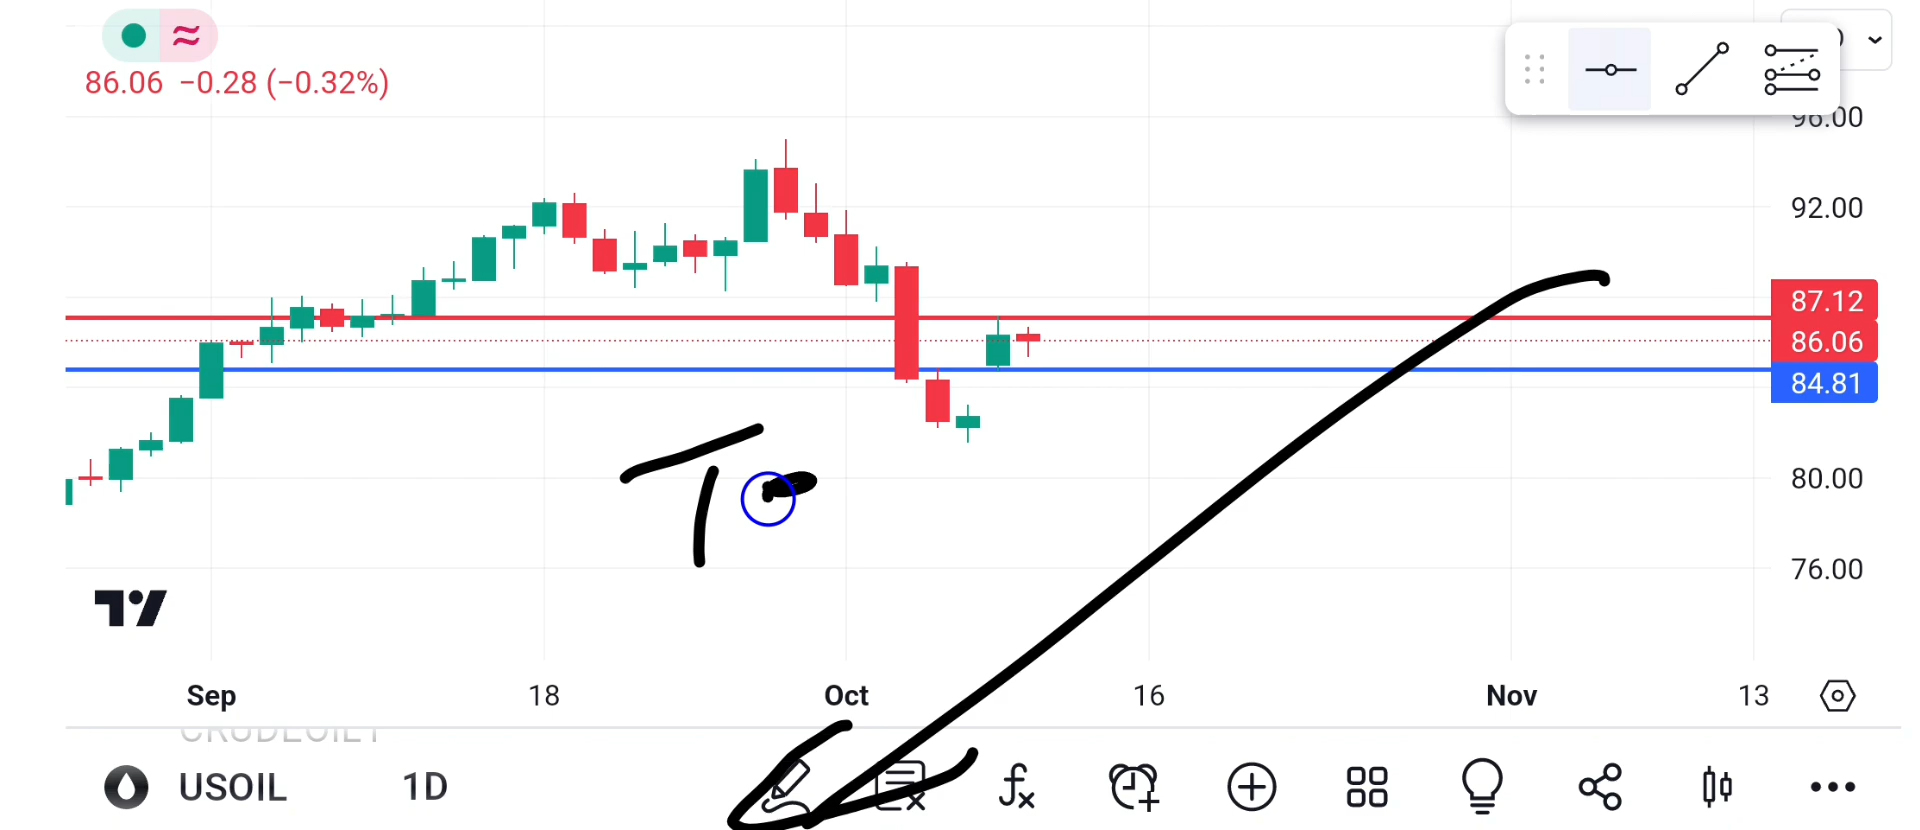 86.06 −0.28 (−0.32%)
96.00
92.00
87.12
86.06
84.81
80.00
76.00
To
Sep 18 Oct 16 Nov 13
USOIL 1D